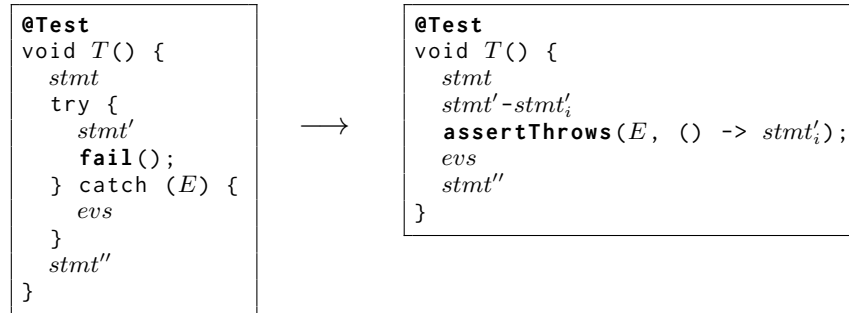 @Test
void T() {
stmt
try {
stmt′
fail();
} catch (E) {
evs
}
stmt″
}
⟶
@Test
void T() {
stmt
stmt′-stmt′ᵢ
assertThrows(E, () -> stmt′ᵢ);
evs
stmt″
}